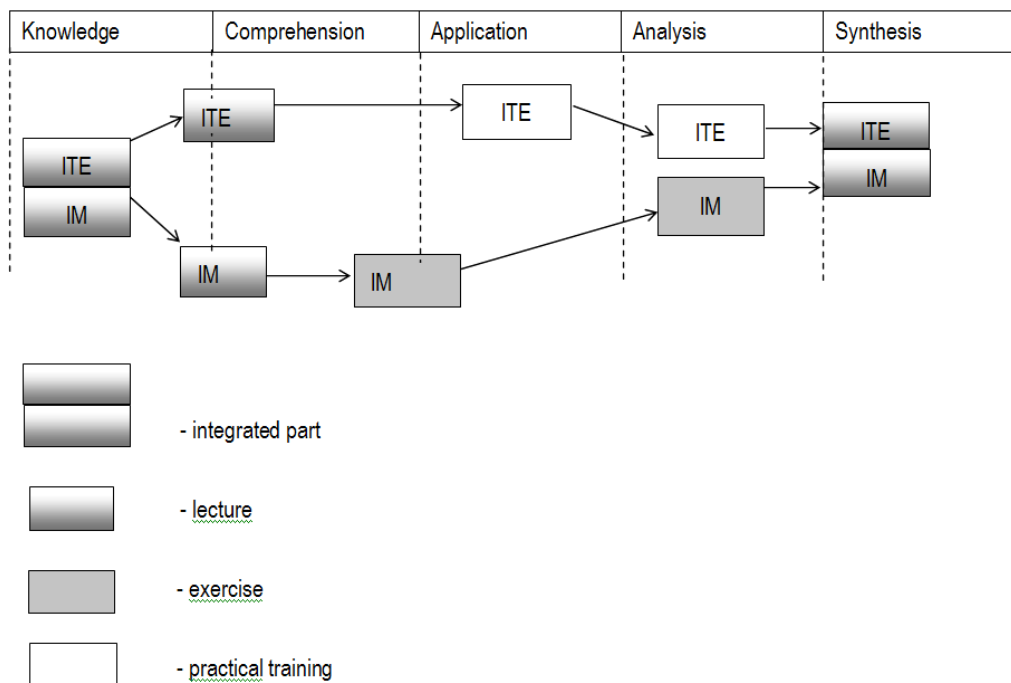 Knowledge Comprehension Application Analysis Synthesis
ITE ITE ITE ITE ITE
IM IM IM IM IM
- integrated part
- lecture
- exercise
- practical training